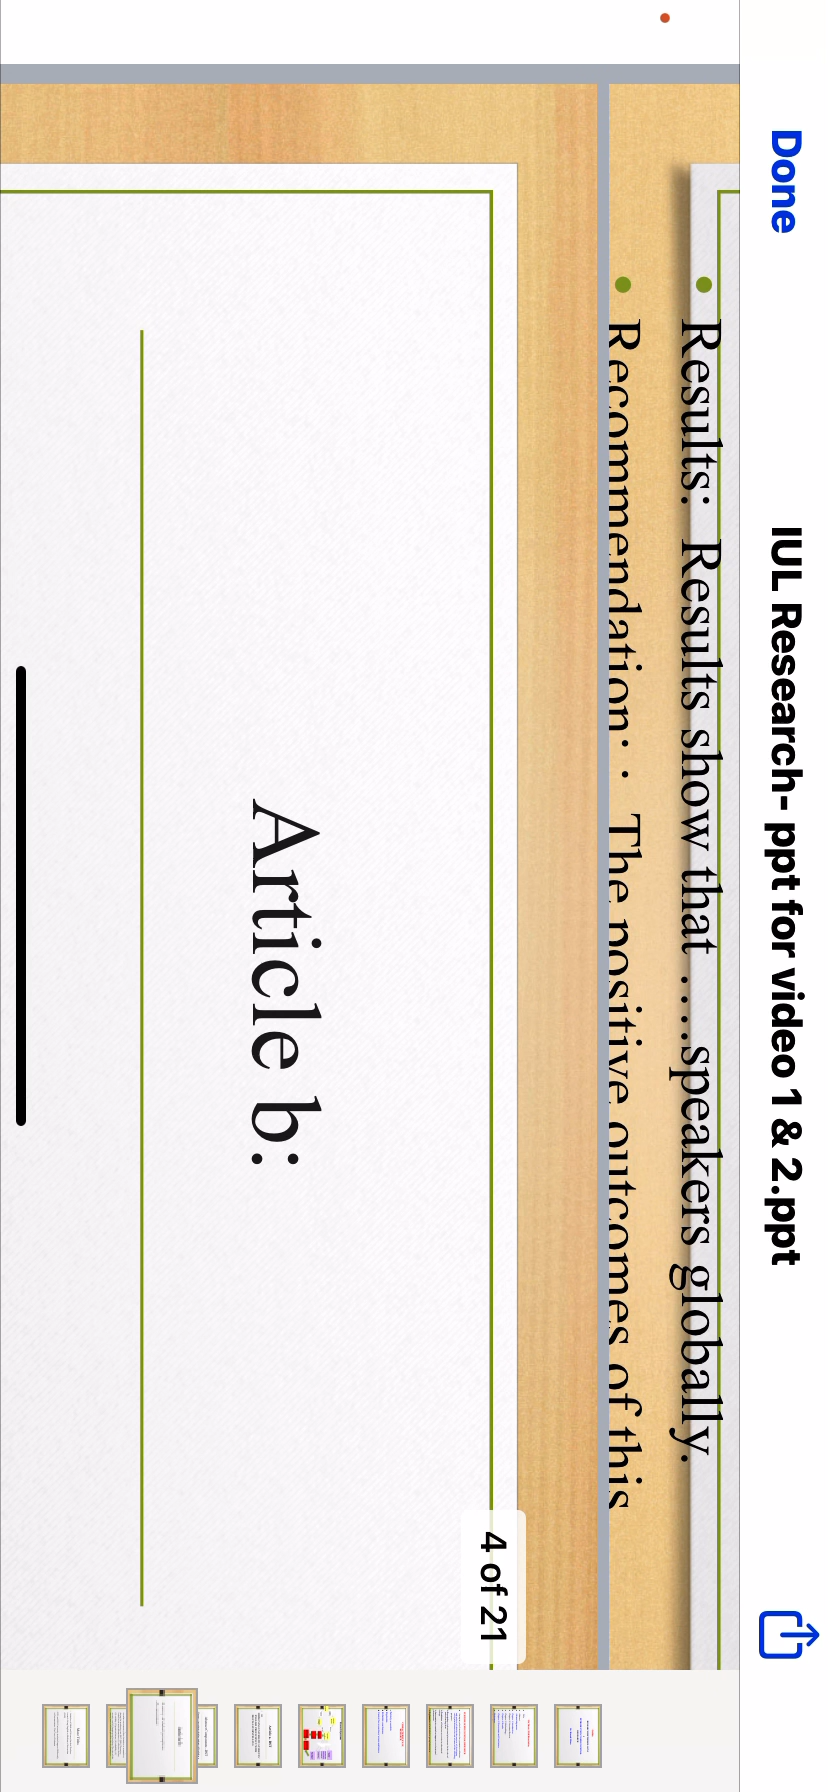 Done
IUL Research- ppt for video 1 & 2.ppt
Results: Results show that ….speakers globally.
Recommendation: . The positive outcomes of this
4 of 21
Article b: